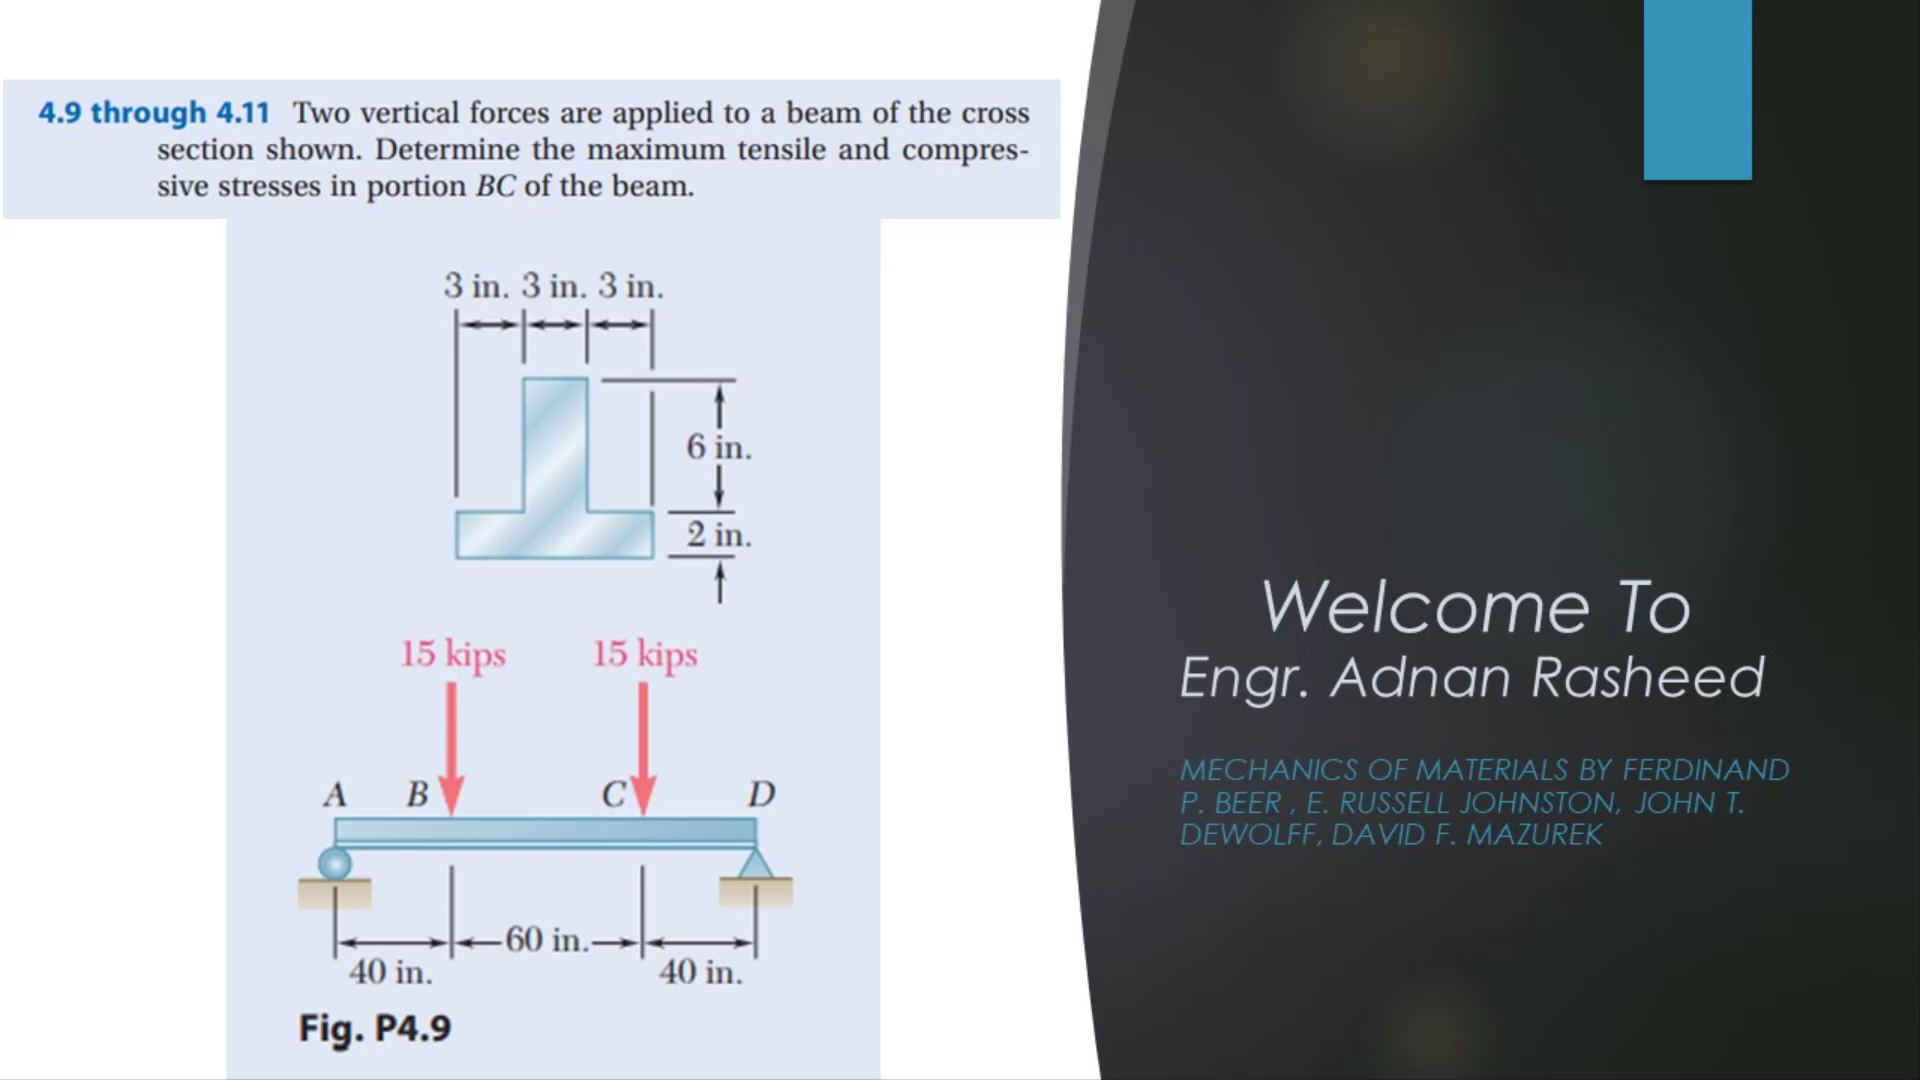 4.9 through 4.11 Two vertical forces are applied to a beam of the cross
section shown. Determine the maximum tensile and compres-
sive stresses in portion BC of the beam.
3 in. 3 in. 3 in.
6 in.
2 in.
15 kips 15 kips
A B C D
60 in.
40 in. 40 in.
Fig. P4.9
Welcome To
Engr. Adnan Rasheed
MECHANICS OF MATERIALS BY FERDINAND
P. BEER , E. RUSSELL JOHNSTON, JOHN T.
DEWOLFF, DAVID F. MAZUREK